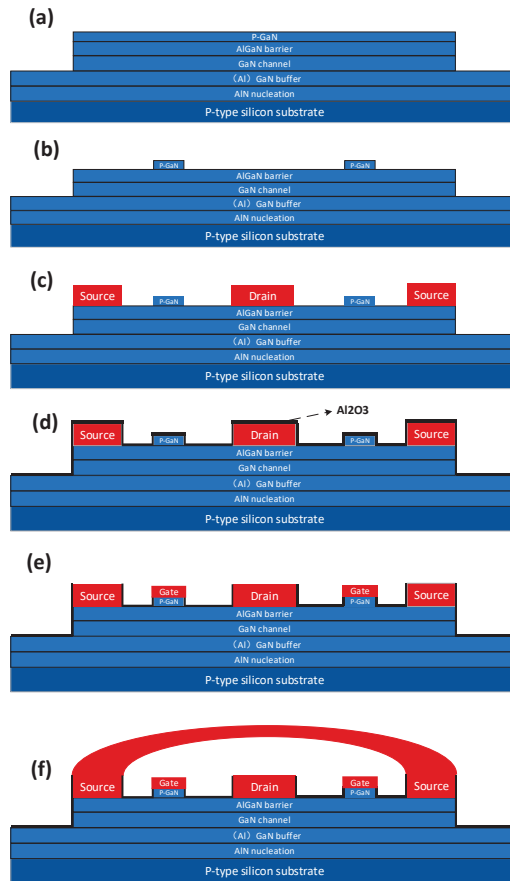 (a)
P-GaN
AlGaN barrier
GaN channel
（Al）GaN buffer
AlN nucleation
P-type silicon substrate
(b)
P-GaN P-GaN
AlGaN barrier
GaN channel
（Al）GaN buffer
AlN nucleation
P-type silicon substrate
(c)
Source Drain Source
P-GaN P-GaN
AlGaN barrier
GaN channel
（Al）GaN buffer
AlN nucleation
P-type silicon substrate
(d)
Al2O3
Source Drain Source
P-GaN P-GaN
AlGaN barrier
GaN channel
（Al）GaN buffer
AlN nucleation
P-type silicon substrate
(e)
Source Gate Drain Gate Source
P-GaN P-GaN
AlGaN barrier
GaN channel
（Al）GaN buffer
AlN nucleation
P-type silicon substrate
(f)
Source Gate Drain Gate Source
P-GaN P-GaN
AlGaN barrier
GaN channel
（Al）GaN buffer
AlN nucleation
P-type silicon substrate